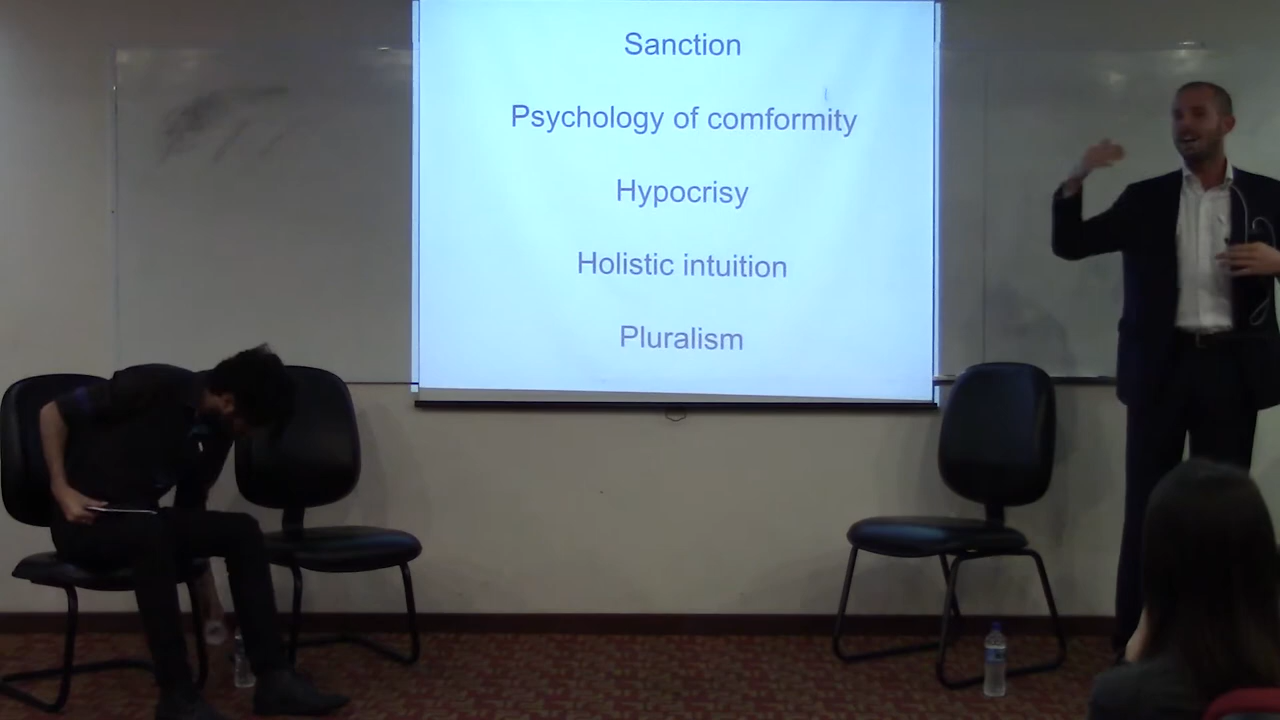 Sanction
Psychology of comformity
Hypocrisy
Holistic intuition
Pluralism